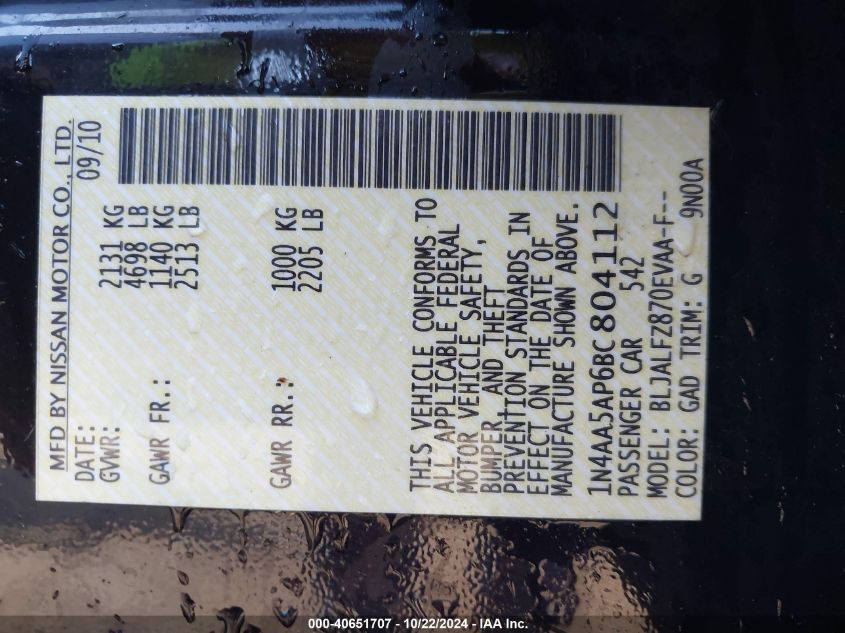 MFD BY NISSAN MOTOR CO., LTD.
DATE: 09/10
GVWR: 2131 KG
4698 LB
GAWR FR.: 1140 KG
2513 LB
GAWR RR.: 1000 KG
2205 LB
THIS VEHICLE CONFORMS TO
ALL APPLICABLE FEDERAL
MOTOR VEHICLE SAFETY,
BUMPER AND THEFT
PREVENTION STANDARDS IN
EFFECT ON THE DATE OF
MANUFACTURE SHOWN ABOVE.
1N4AA5AP6BC804112
PASSENGER CAR 542
MODEL: BLJALFZ870EVAA-F--
COLOR: GAD TRIM: G 9N00A
000-40651707 - 10/22/2024 - IAA Inc.